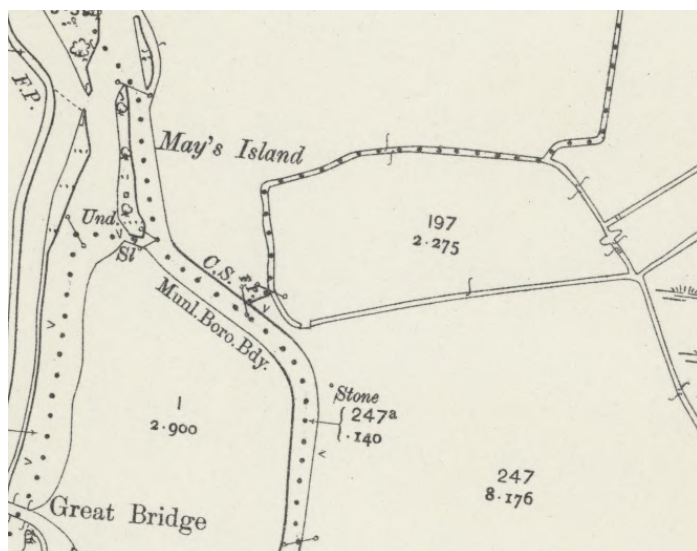 F.P.
May's Island
197
2·275
Und.
Sl
C.S.
Munl. Boro. Bdy.
Stone
247ª
·140
1
2·900
247
8·176
Great Bridge